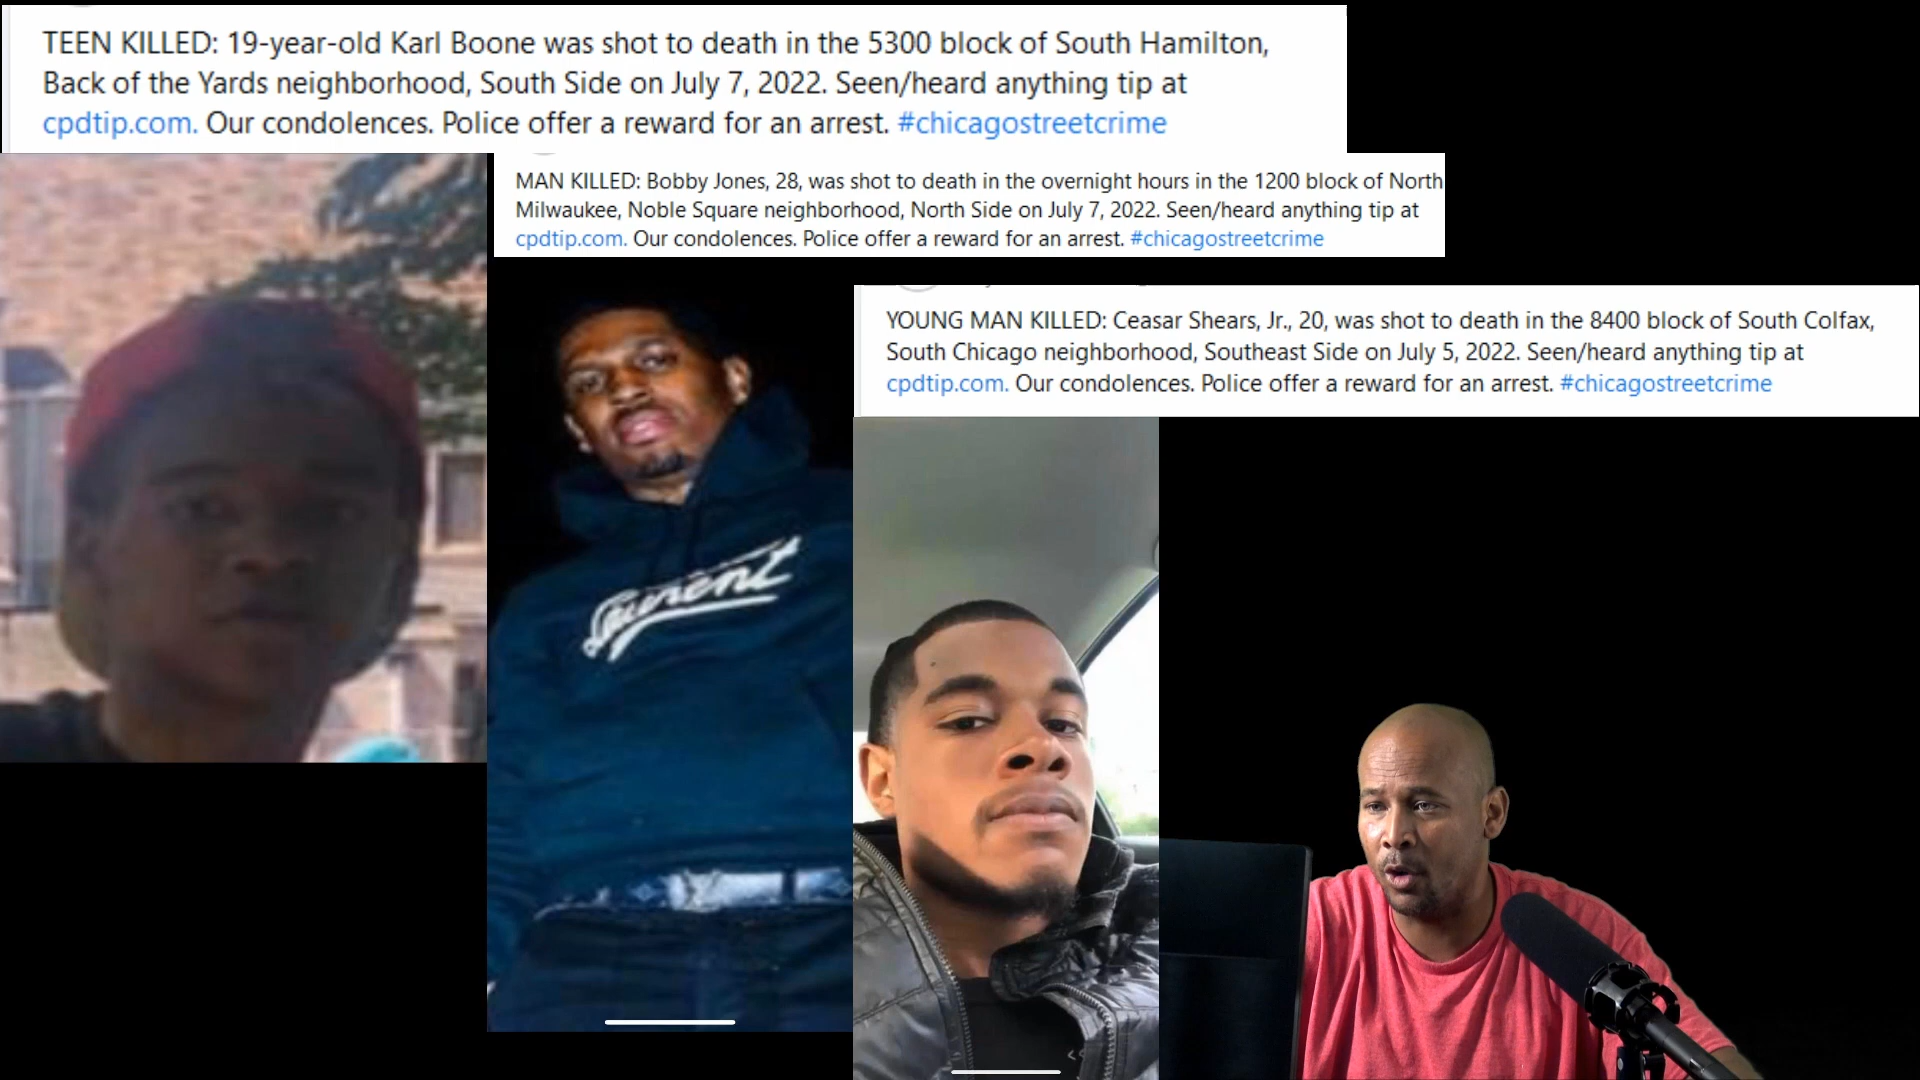 TEEN KILLED: 19-year-old Karl Boone was shot to death in the 5300 block of South Hamilton,
Back of the Yards neighborhood, South Side on July 7, 2022. Seen/heard anything tip at
cpdtip.com. Our condolences. Police offer a reward for an arrest. #chicagostreetcrime
MAN KILLED: Bobby Jones, 28, was shot to death in the overnight hours in the 1200 block of North
Milwaukee, Noble Square neighborhood, North Side on July 7, 2022. Seen/heard anything tip at
cpdtip.com. Our condolences. Police offer a reward for an arrest. #chicagostreetcrime
YOUNG MAN KILLED: Ceasar Shears, Jr., 20, was shot to death in the 8400 block of South Colfax,
South Chicago neighborhood, Southeast Side on July 5, 2022. Seen/heard anything tip at
cpdtip.com. Our condolences. Police offer a reward for an arrest. #chicagostreetcrime